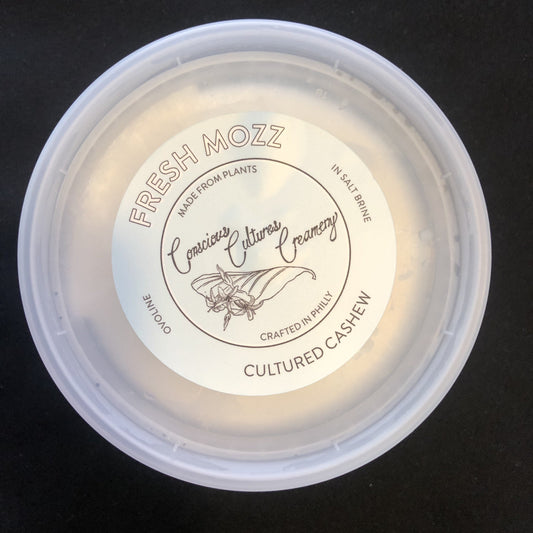 FRESH MOZZ
MADE FROM PLANTS
IN SALT BRINE
Conscious Cultures Creamery
OVOLINE
CRAFTED IN PHILLY
CULTURED CASHEW